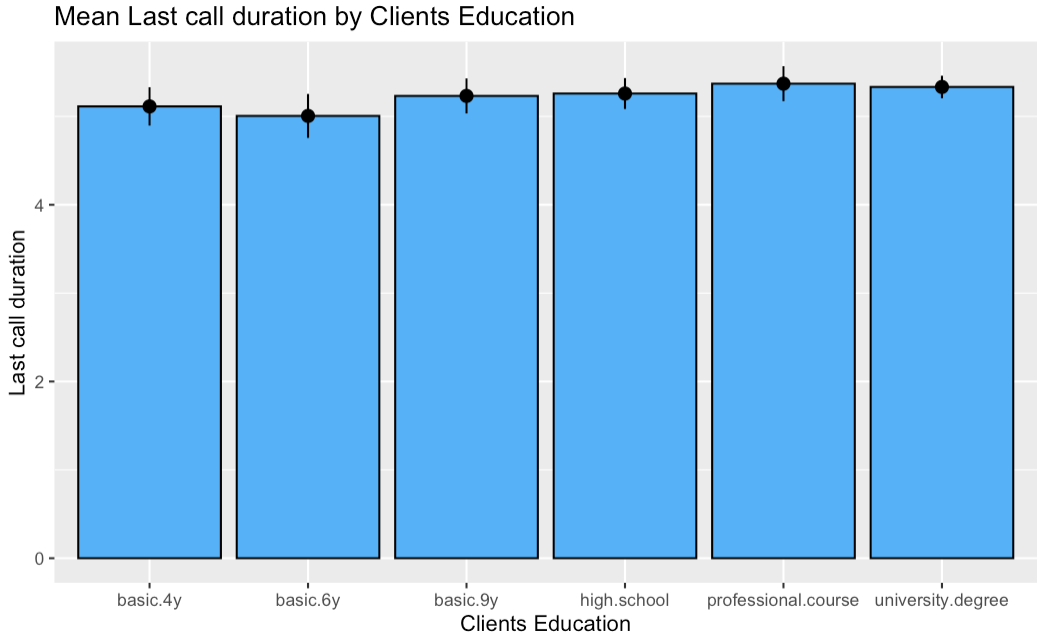 Mean Last call duration by Clients Education
Last call duration
4
2
0
basic.4y basic.6y basic.9y high.school professional.course university.degree
Clients Education